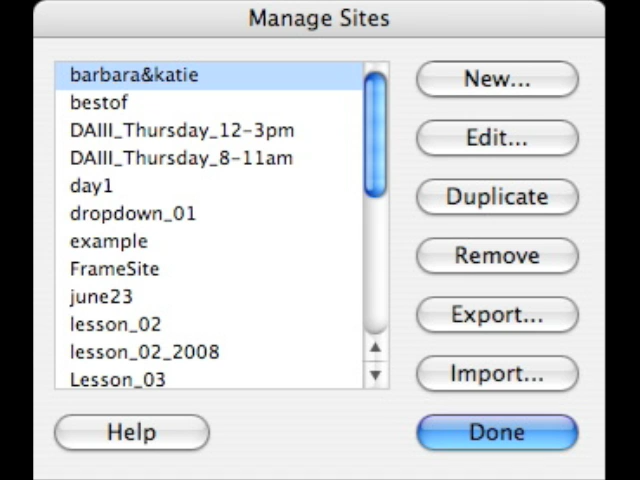 Manage Sites
barbara&katie
bestof
DAIII_Thursday_12-3pm
DAIII_Thursday_8-11am
day1
dropdown_01
example
FrameSite
june23
lesson_02
lesson_02_2008
Lesson_03
New...
Edit...
Duplicate
Remove
Export...
Import...
Help
Done